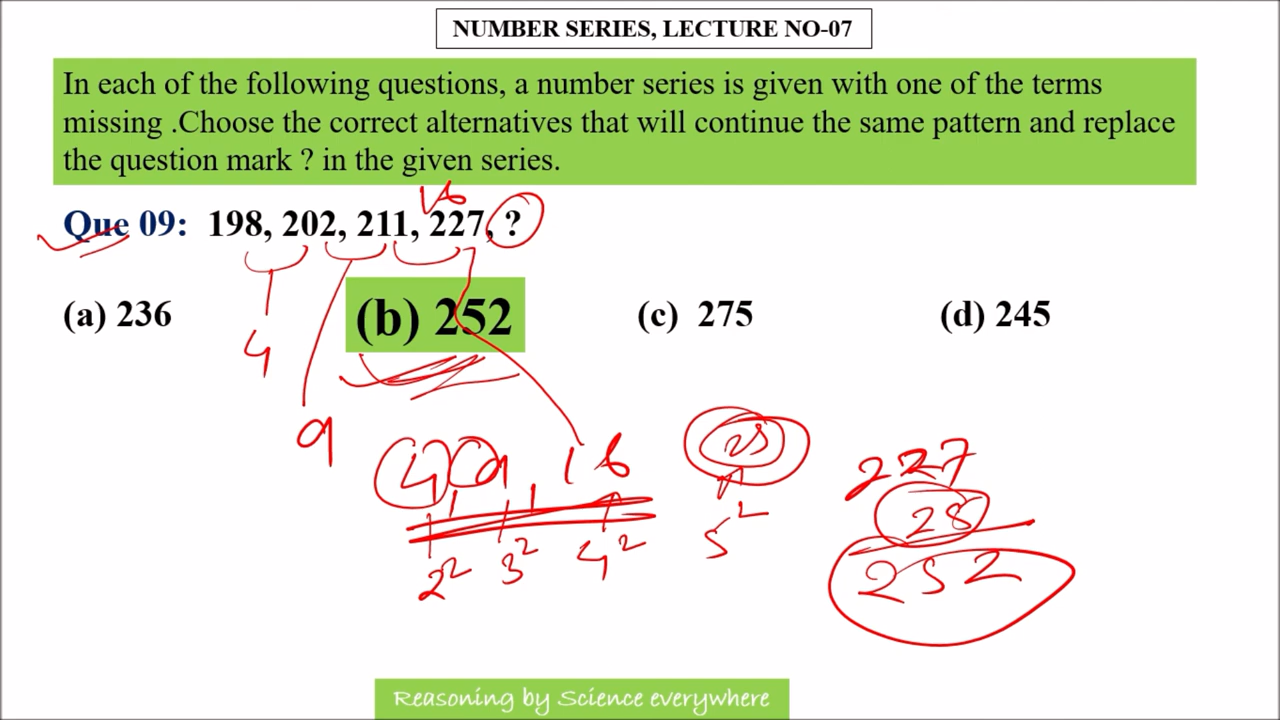 NUMBER SERIES, LECTURE NO-07
In each of the following questions, a number series is given with one of the terms
missing .Choose the correct alternatives that will continue the same pattern and replace
the question mark ? in the given series.
16
Que 09: 198, 202, 211, 227, ?
(a) 236 (b) 252 (c) 275 (d) 245
4
9
4 9 16 25
2² 3² 4² 5²
227
25
252
Reasoning by Science everywhere